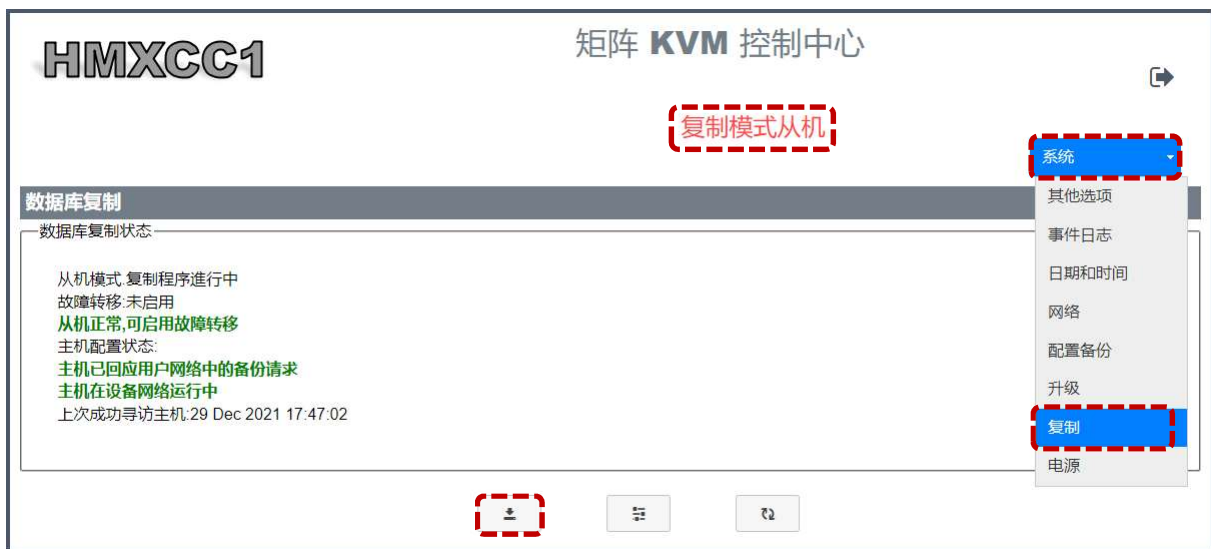 HMXCC1
矩阵 KVM 控制中心
复制模式从机
系统
数据库复制
数据库复制状态
从机模式.复制程序進行中
故障转移:未启用
从机正常,可启用故障转移
主机配置状态:
主机已回应用户网络中的备份请求
主机在设备网络运行中
上次成功寻访主机:29 Dec 2021 17:47:02
其他选项
事件日志
日期和时间
网络
配置备份
升级
复制
电源